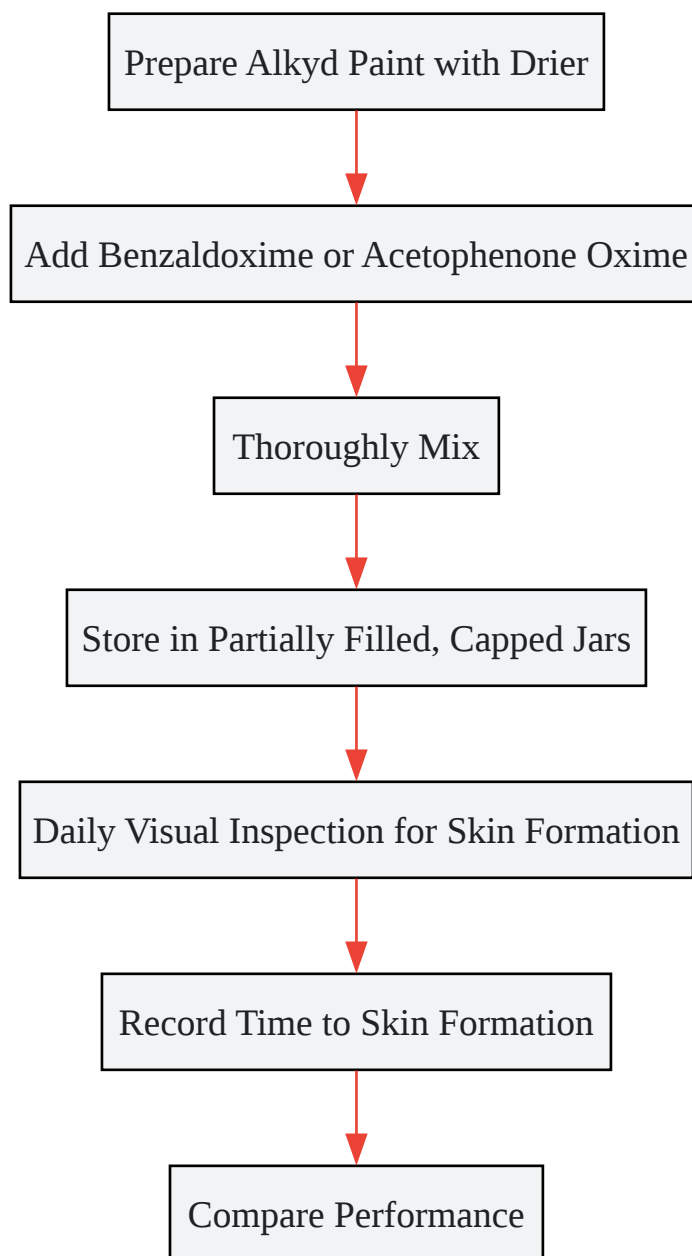 Prepare Alkyd Paint with Drier
Add Benzaldoxime or Acetophenone Oxime
Thoroughly Mix
Store in Partially Filled, Capped Jars
Daily Visual Inspection for Skin Formation
Record Time to Skin Formation
Compare Performance